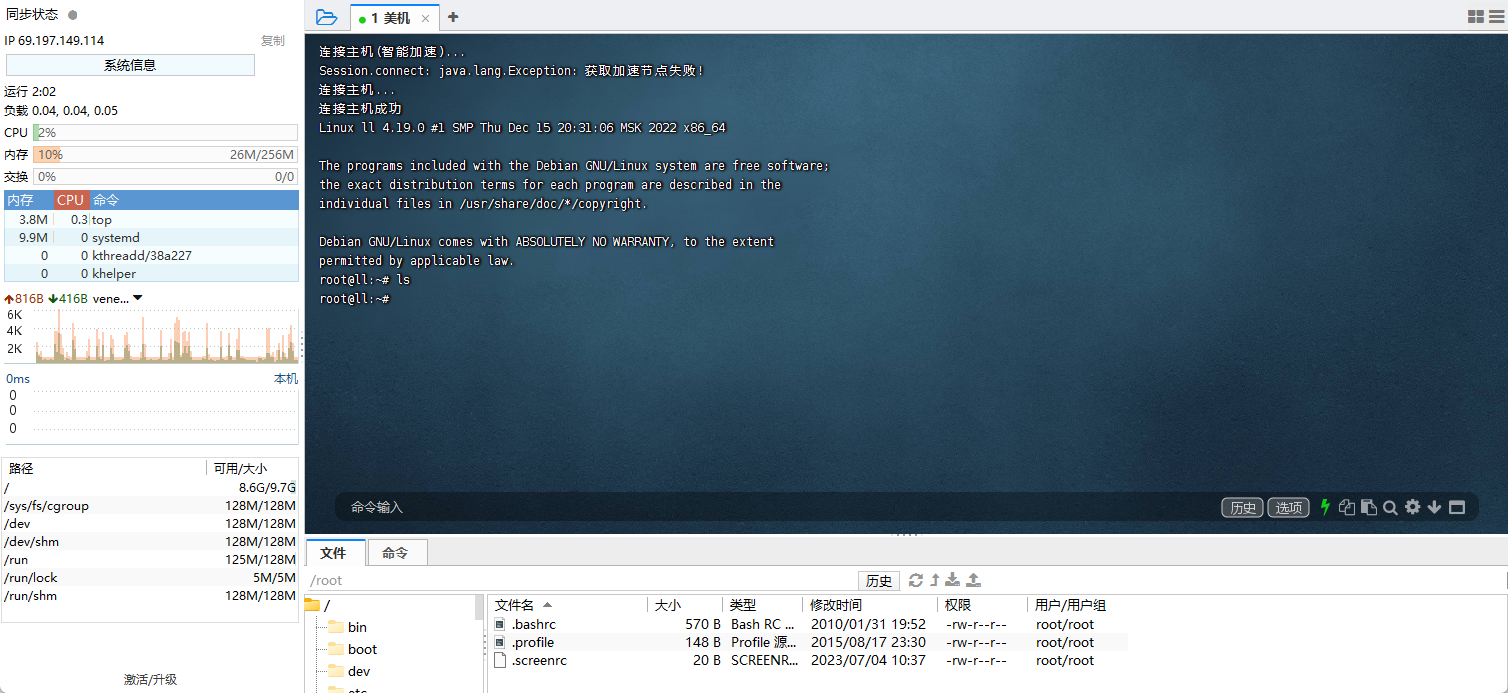 同步状态
IP 69.197.149.114 复制
系统信息
运行 2:02
负载 0.04, 0.04, 0.05
CPU 2%
内存 10% 26M/256M
交换 0% 0/0
内存 CPU 命令
3.8M 0.3 top
9.9M 0 systemd
0 0 kthreadd/38a227
0 0 khelper
816B 416B vene...
6K
4K
2K
0ms 本机
0
0
0
路径 可用/大小
/ 8.6G/9.7G
/sys/fs/cgroup 128M/128M
/dev 128M/128M
/dev/shm 128M/128M
/run 125M/128M
/run/lock 5M/5M
/run/shm 128M/128M
激活/升级
1 美机
连接主机(智能加速)...
Session.connect: java.lang.Exception: 获取加速节点失败!
连接主机...
连接主机成功
Linux ll 4.19.0 #1 SMP Thu Dec 15 20:31:06 MSK 2022 x86_64
The programs included with the Debian GNU/Linux system are free software;
the exact distribution terms for each program are described in the
individual files in /usr/share/doc/*/copyright.
Debian GNU/Linux comes with ABSOLUTELY NO WARRANTY, to the extent
permitted by applicable law.
root@ll:~# ls
root@ll:~#
命令输入 历史 选项
文件 命令
/root 历史
/
bin
boot
dev
etc
文件名 大小 类型 修改时间 权限 用户/用户组
.bashrc 570 B Bash RC ... 2010/01/31 19:52 -rw-r--r-- root/root
.profile 148 B Profile 源... 2015/08/17 23:30 -rw-r--r-- root/root
.screenrc 20 B SCREENR... 2023/07/04 10:37 -rw-r--r-- root/root